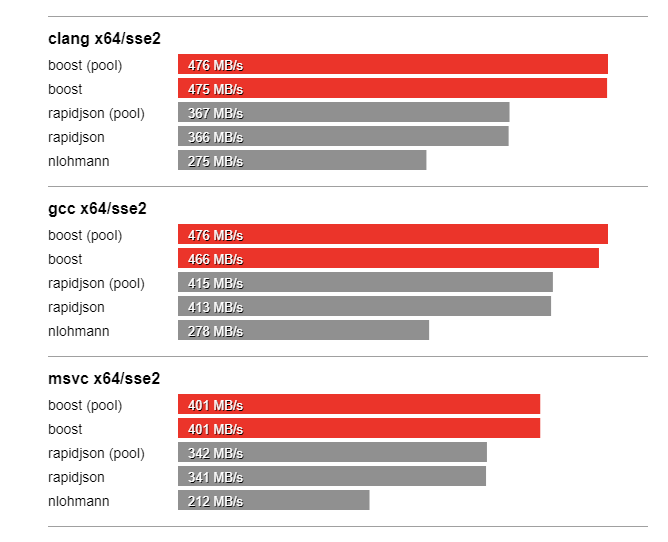 clang x64/sse2
boost (pool) 476 MB/s
boost 475 MB/s
rapidjson (pool) 367 MB/s
rapidjson 366 MB/s
nlohmann 275 MB/s
gcc x64/sse2
boost (pool) 476 MB/s
boost 466 MB/s
rapidjson (pool) 415 MB/s
rapidjson 413 MB/s
nlohmann 278 MB/s
msvc x64/sse2
boost (pool) 401 MB/s
boost 401 MB/s
rapidjson (pool) 342 MB/s
rapidjson 341 MB/s
nlohmann 212 MB/s